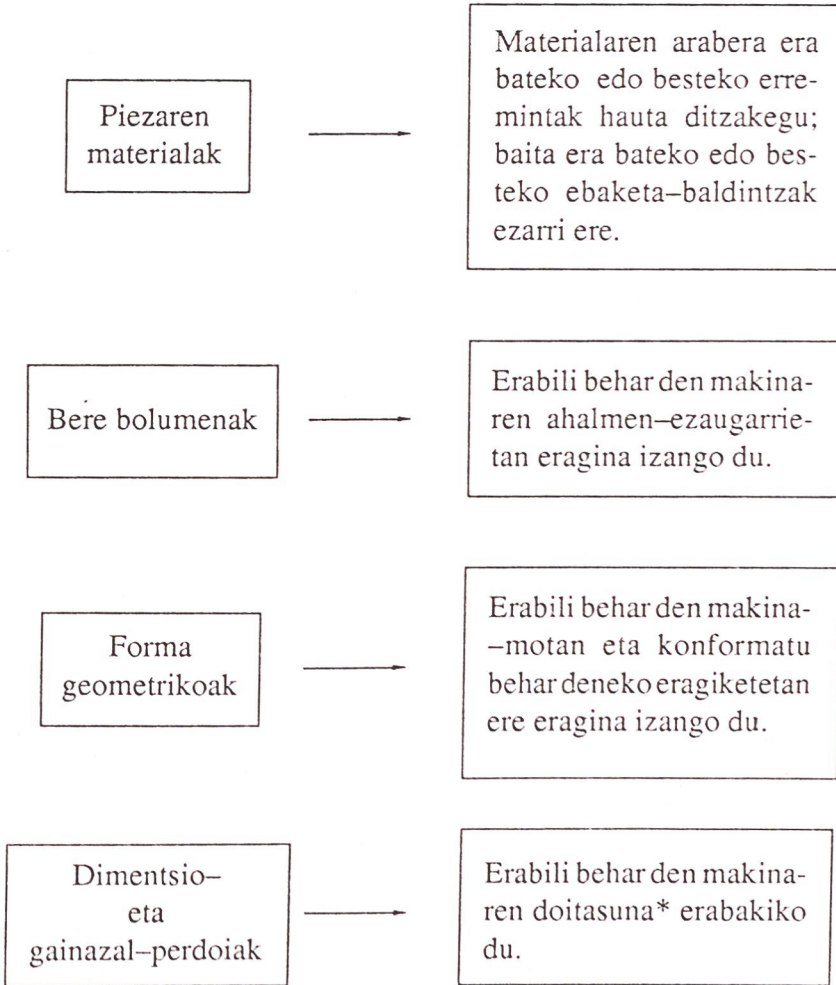 Piezaren
materialak
Materialaren arabera era
bateko edo besteko erre-
mintak hauta ditzakegu;
baita era bateko edo bes-
teko ebaketa–baldintzak
ezarri ere.
Bere bolumenak
Erabili behar den makina-
ren ahalmen–ezaugarrie-
tan eragina izango du.
Forma
geometrikoak
Erabili behar den makina-
–motan eta konformatu
behar deneko eragiketetan
ere eragina izango du.
Dimentsio–
eta
gainazal–perdoiak
Erabili behar den makina-
ren doitasuna* erabakiko
du.